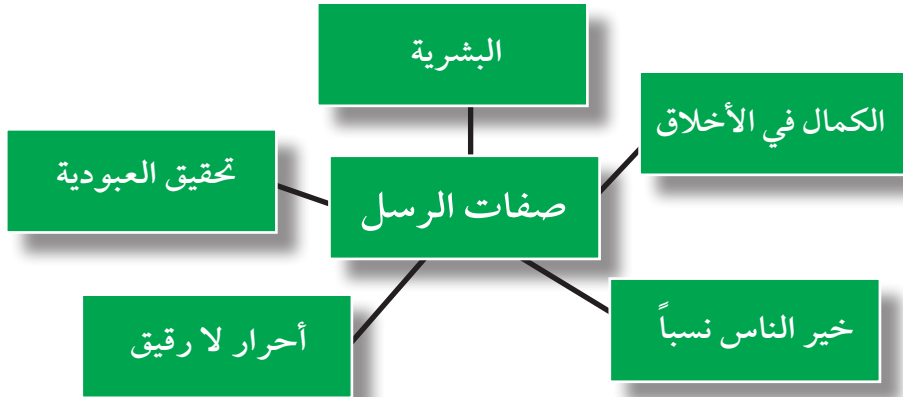 البشرية
الكمال في الأخلاق
تحقيق العبودية
صفات الرسل
خير الناس نسباً
أحرار لا رقيق